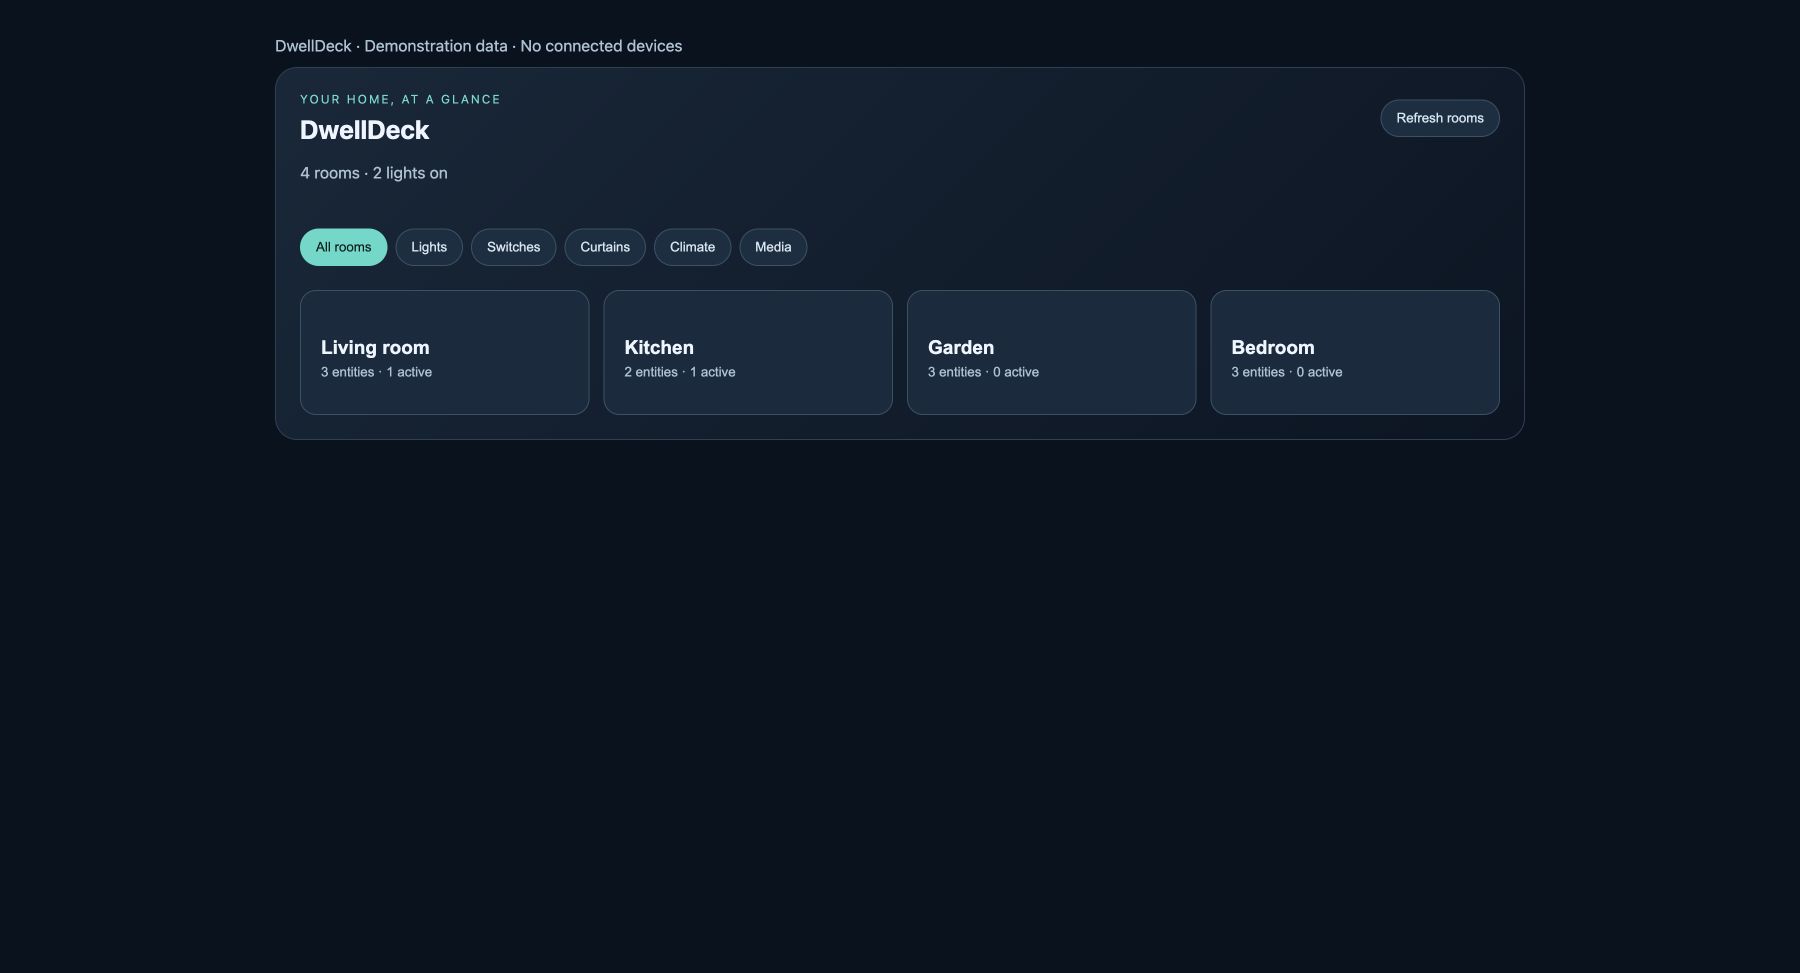 DwellDeck · Demonstration data · No connected devices
YOUR HOME, AT A GLANCE
DwellDeck
Refresh rooms
4 rooms · 2 lights on
All rooms
Lights
Switches
Curtains
Climate
Media
Living room
3 entities · 1 active
Kitchen
2 entities · 1 active
Garden
3 entities · 0 active
Bedroom
3 entities · 0 active